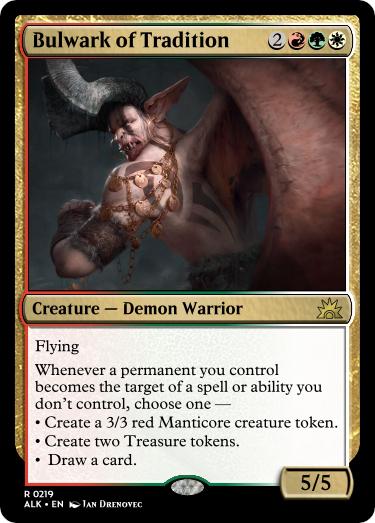 Bulwark of Tradition 2
Creature — Demon Warrior
Flying
Whenever a permanent you control
becomes the target of a spell or ability you
don't control, choose one —
• Create a 3/3 red Manticore creature token.
• Create two Treasure tokens.
• Draw a card.
5/5
R 0219
ALK • EN Jan Drenovec